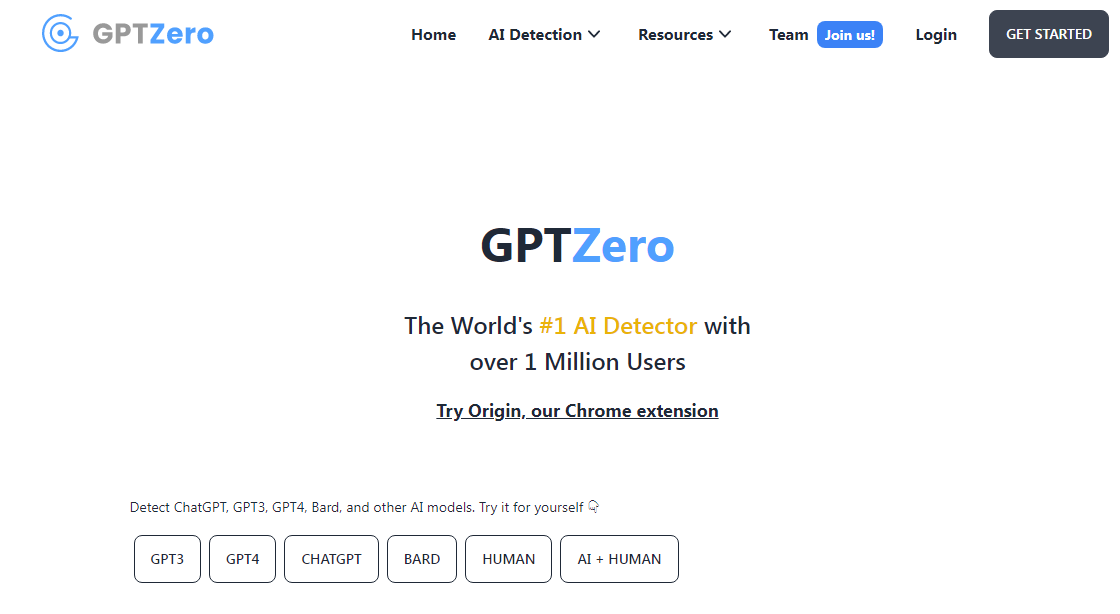 GPTZero
Home AI Detection Resources Team Join us! Login GET STARTED
GPTZero
The World's #1 AI Detector with
over 1 Million Users
Try Origin, our Chrome extension
Detect ChatGPT, GPT3, GPT4, Bard, and other AI models. Try it for yourself 👇
GPT3 GPT4 CHATGPT BARD HUMAN AI + HUMAN